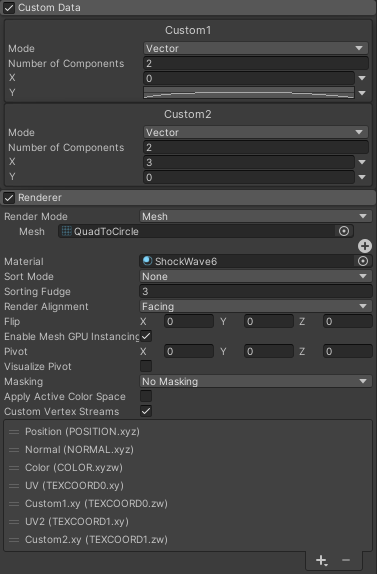 Custom Data
Custom1
Mode Vector
Number of Components 2
X 0
Y
Custom2
Mode Vector
Number of Components 2
X 3
Y 0
Renderer
Render Mode Mesh
Mesh QuadToCircle
Material ShockWave6
Sort Mode None
Sorting Fudge 3
Render Alignment Facing
Flip X 0 Y 0 Z 0
Enable Mesh GPU Instancing
Pivot X 0 Y 0 Z 0
Visualize Pivot
Masking No Masking
Apply Active Color Space
Custom Vertex Streams
Position (POSITION.xyz)
Normal (NORMAL.xyz)
Color (COLOR.xyzw)
UV (TEXCOORD0.xy)
Custom1.xy (TEXCOORD0.zw)
UV2 (TEXCOORD1.xy)
Custom2.xy (TEXCOORD1.zw)